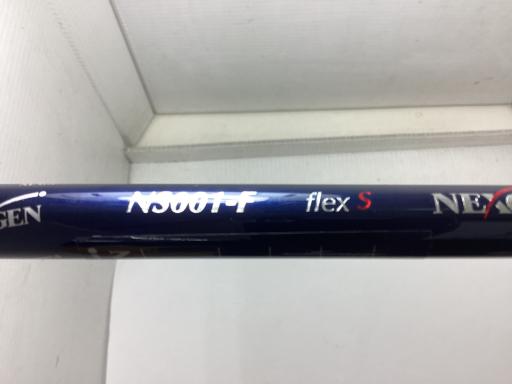 GEN NS001-F flex S NEX